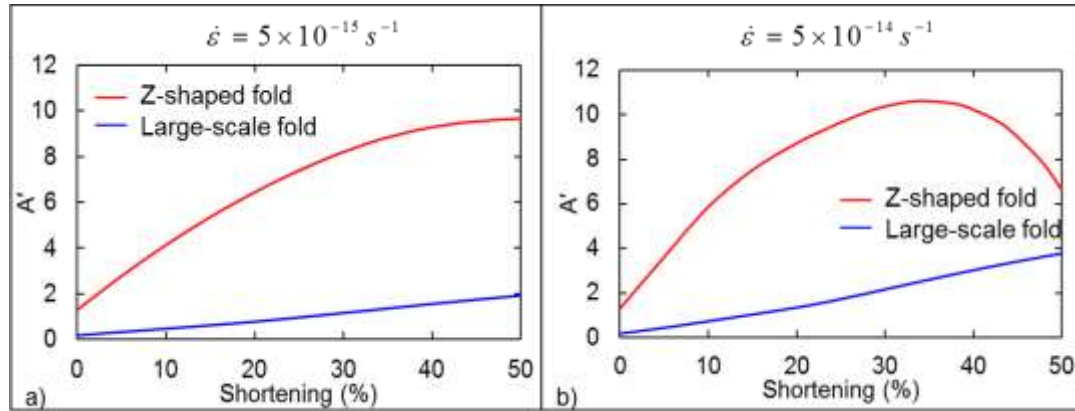 ε̇ = 5 × 10⁻¹⁵ s⁻¹
12
10
8
6
4
2
0
A′
Z-shaped fold
Large-scale fold
0 10 20 30 40 50
Shortening (%)
a)
ε̇ = 5 × 10⁻¹⁴ s⁻¹
12
10
8
6
4
2
0
A′
Z-shaped fold
Large-scale fold
0 10 20 30 40 50
Shortening (%)
b)